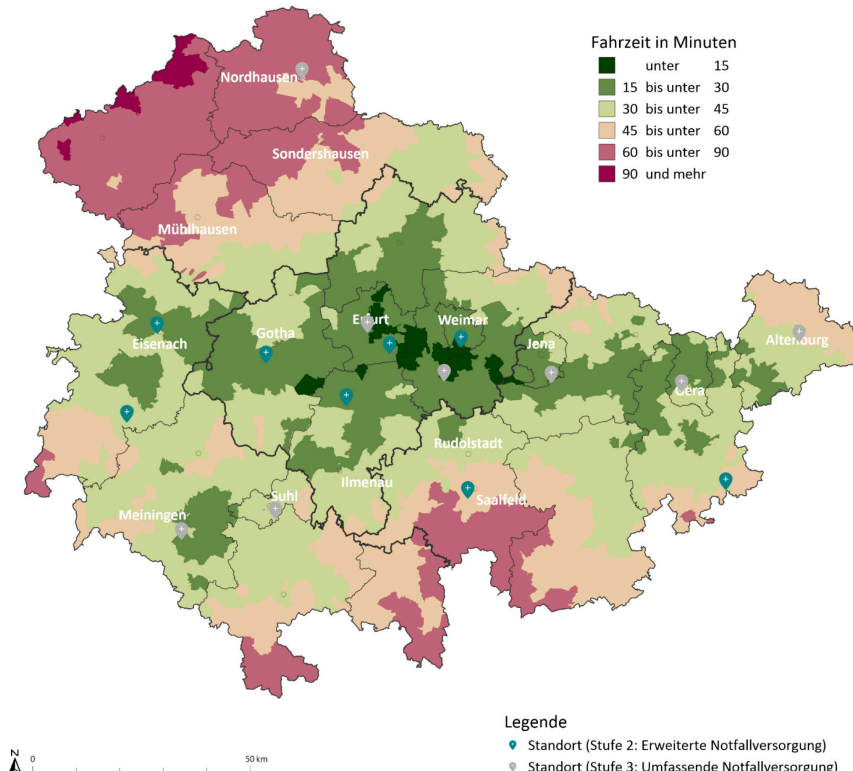 Fahrzeit in Minuten
unter 15
15 bis unter 30
30 bis unter 45
45 bis unter 60
60 bis unter 90
90 und mehr
Nordhausen
Sondershausen
Mühlhausen
Eisenach
Gotha
Erfurt
Weimar
Jena
Gera
Altenburg
Rudolstadt
Ilmenau
Suhl
Saalfeld
Meiningen
Legende
Standort (Stufe 2: Erweiterte Notfallversorgung)
Standort (Stufe 3: Umfassende Notfallversorgung)
N
0 50 km